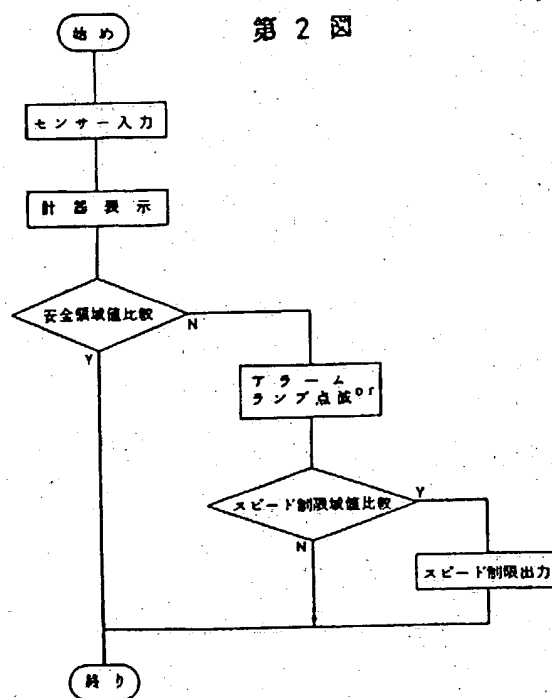 第2図
始め
センサー入力
計器表示
安全領域値比較
N
Y
アラーム or
ランプ点滅
スピード制限域値比較
Y
N
スピード制限出力
終り